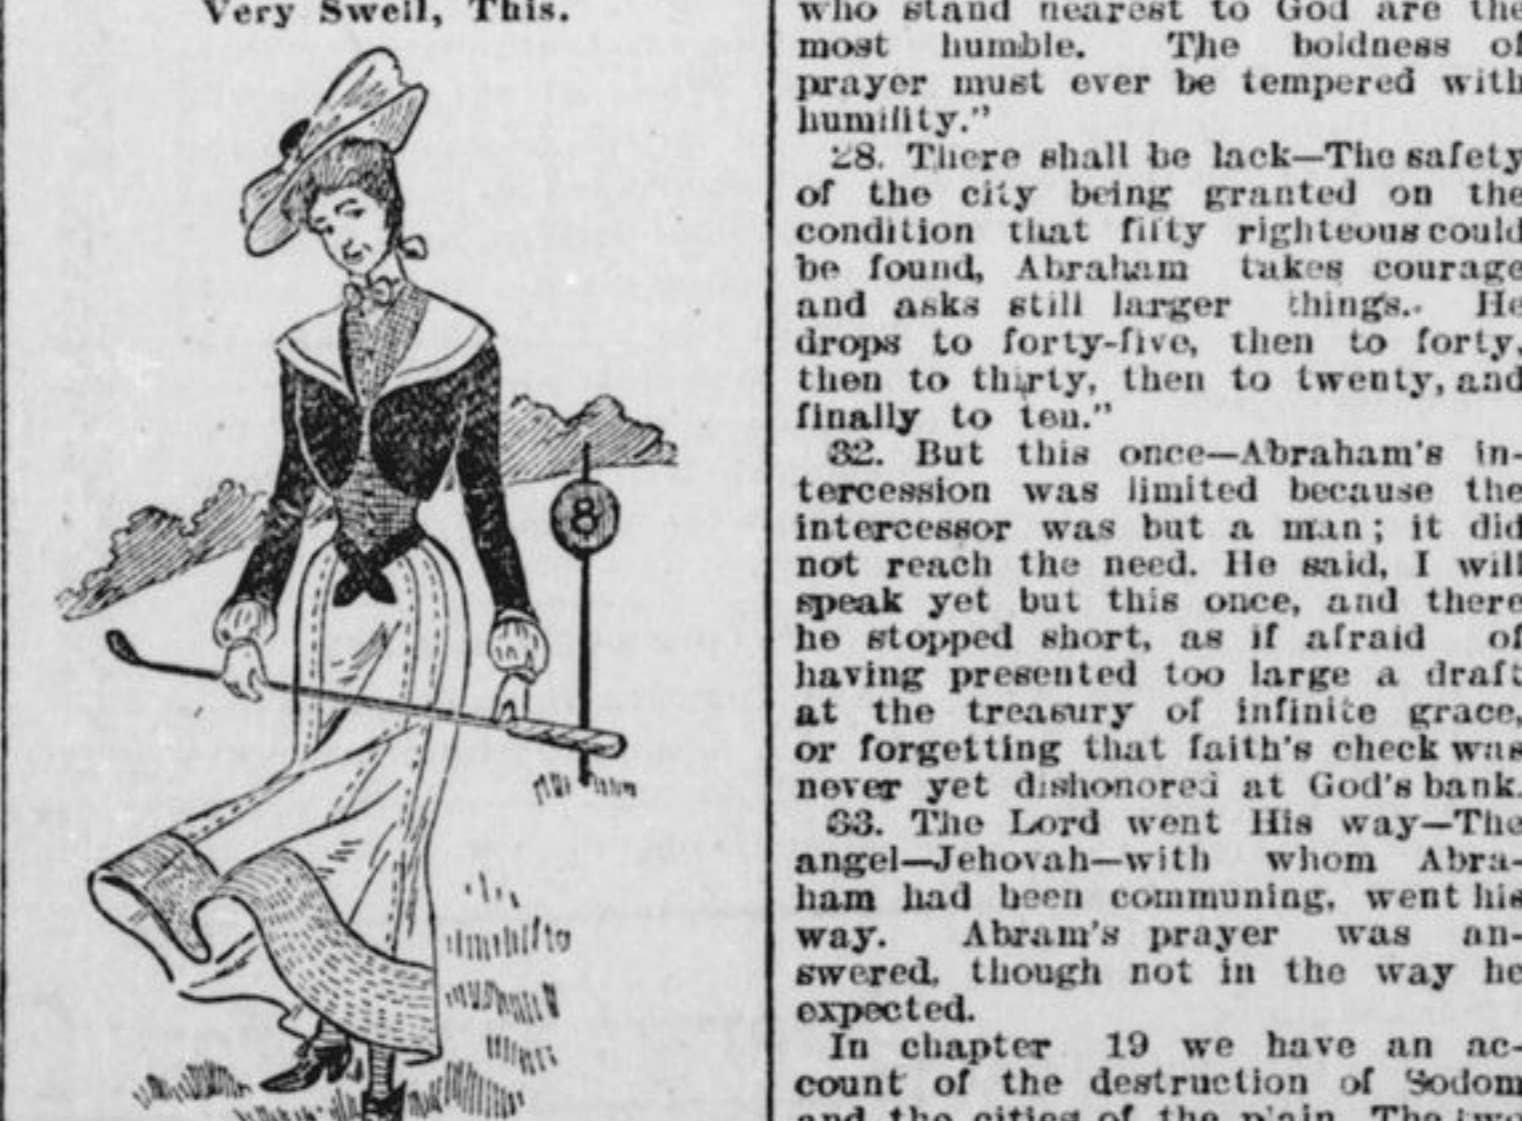 Very Swell, This.
8
who stand nearest to God are the
most humble. The boldness of
prayer must ever be tempered with
humility."
28. There shall be lack—The safety
of the city being granted on the
condition that fifty righteous could
be found, Abraham takes courage
and asks still larger things.. He
drops to forty-five, then to forty,
then to thirty, then to twenty, and
finally to ten."
32. But this once—Abraham's in-
tercession was limited because the
intercessor was but a man; it did
not reach the need. He said, I will
speak yet but this once, and there
he stopped short, as if afraid of
having presented too large a draft
at the treasury of infinite grace,
or forgetting that faith's check was
never yet dishonored at God's bank.
33. The Lord went His way—The
angel—Jehovah—with whom Abra-
ham had been communing, went his
way. Abram's prayer was an-
swered, though not in the way he
expected.
In chapter 19 we have an ac-
count of the destruction of Sodom
and the cities of the plain. The two